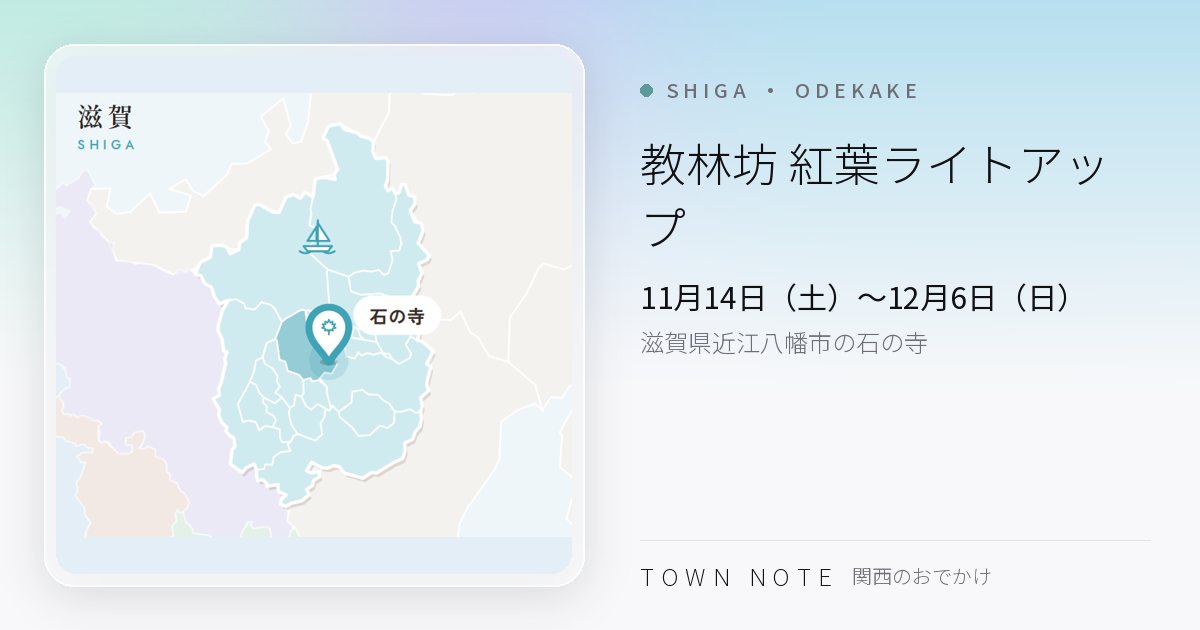 滋賀
SHIGA
石の寺
SHIGA • ODEKAKE
教林坊 紅葉ライトアッ
プ
11月14日（土）〜12月6日（日）
滋賀県近江八幡市の石の寺
TOWN NOTE 関西のおでかけ